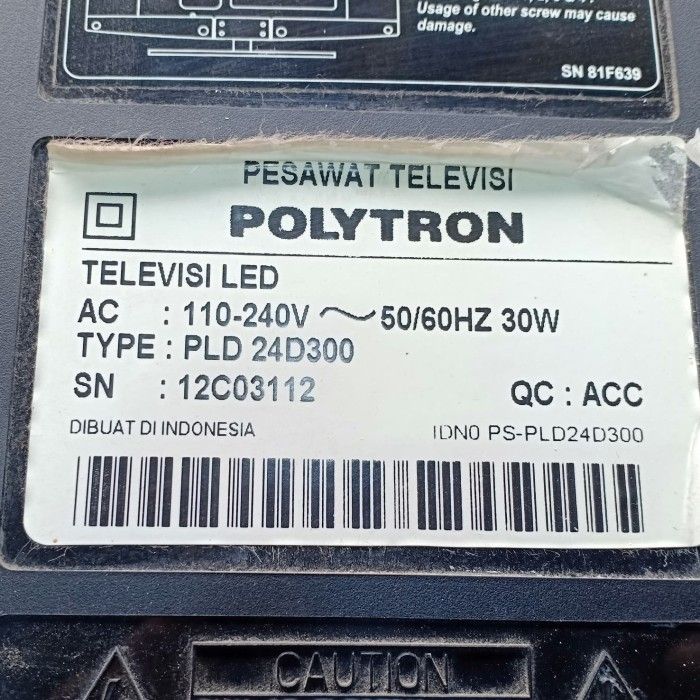 Usage of other screw may cause
damage.
SN 81F639
PESAWAT TELEVISI
POLYTRON
TELEVISI LED
AC : 110-240V ~ 50/60HZ 30W
TYPE : PLD 24D300
SN : 12C03112
QC : ACC
DIBUAT DI INDONESIA
IDN0 PS-PLD24D300
CAUTION